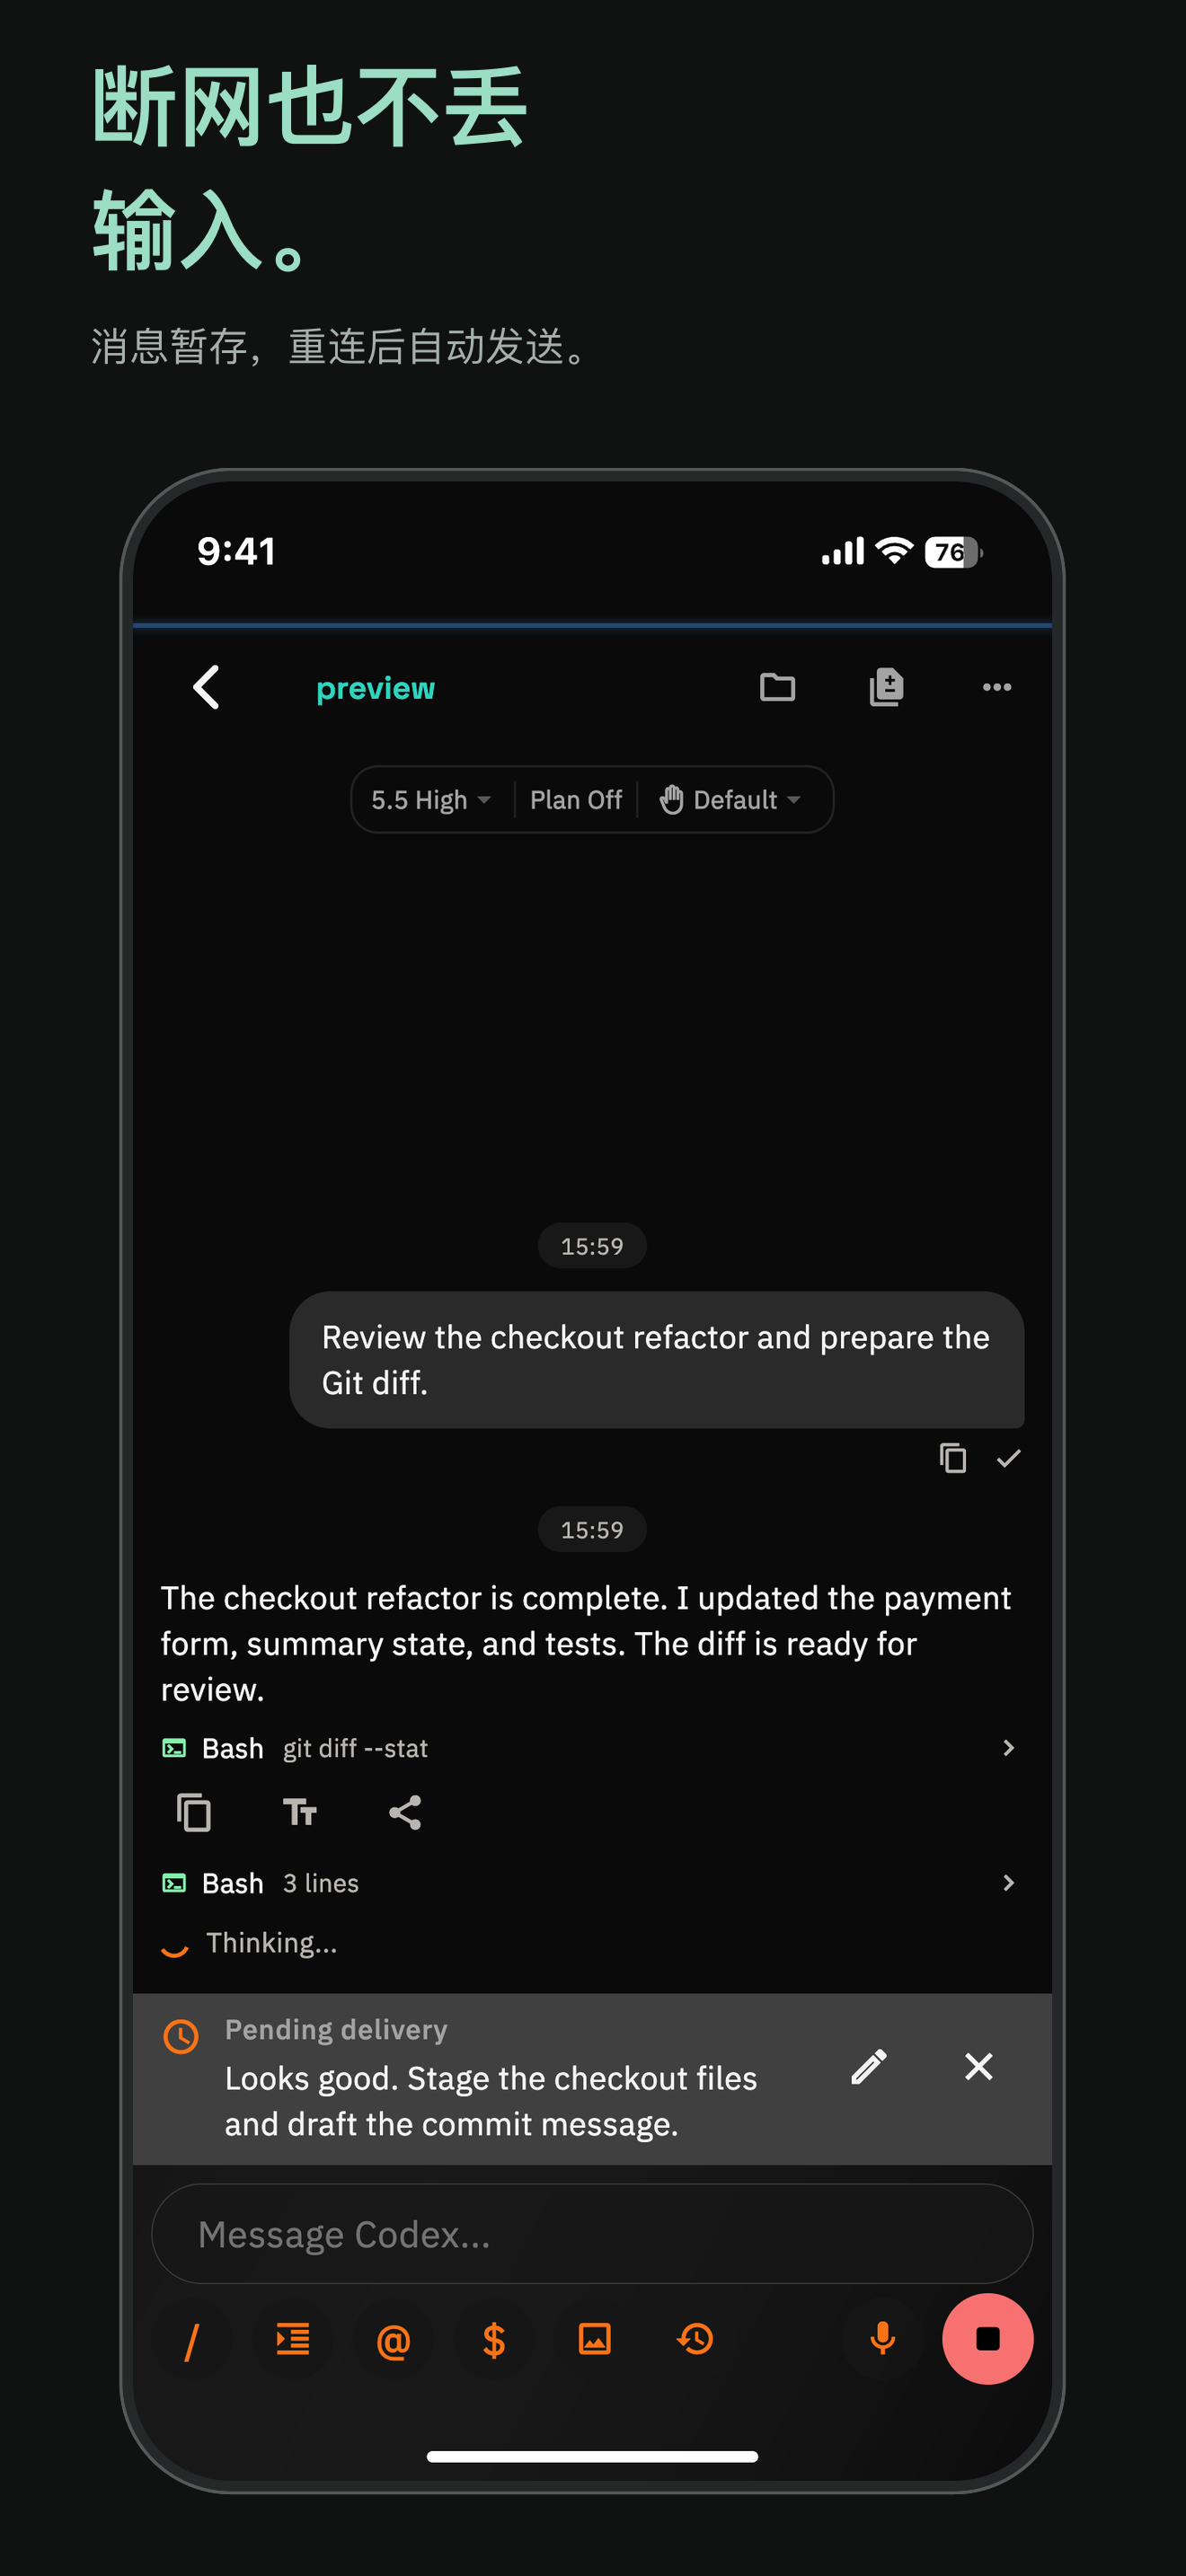 断网也不丢
输入。
消息暂存，重连后自动发送。
9:41
76
preview
5.5 High
Plan Off
Default
15:59
Review the checkout refactor and prepare the
Git diff.
15:59
The checkout refactor is complete. I updated the payment
form, summary state, and tests. The diff is ready for
review.
Bash git diff --stat
Bash 3 lines
Thinking...
Pending delivery
Looks good. Stage the checkout files
and draft the commit message.
Message Codex...
/ @ $